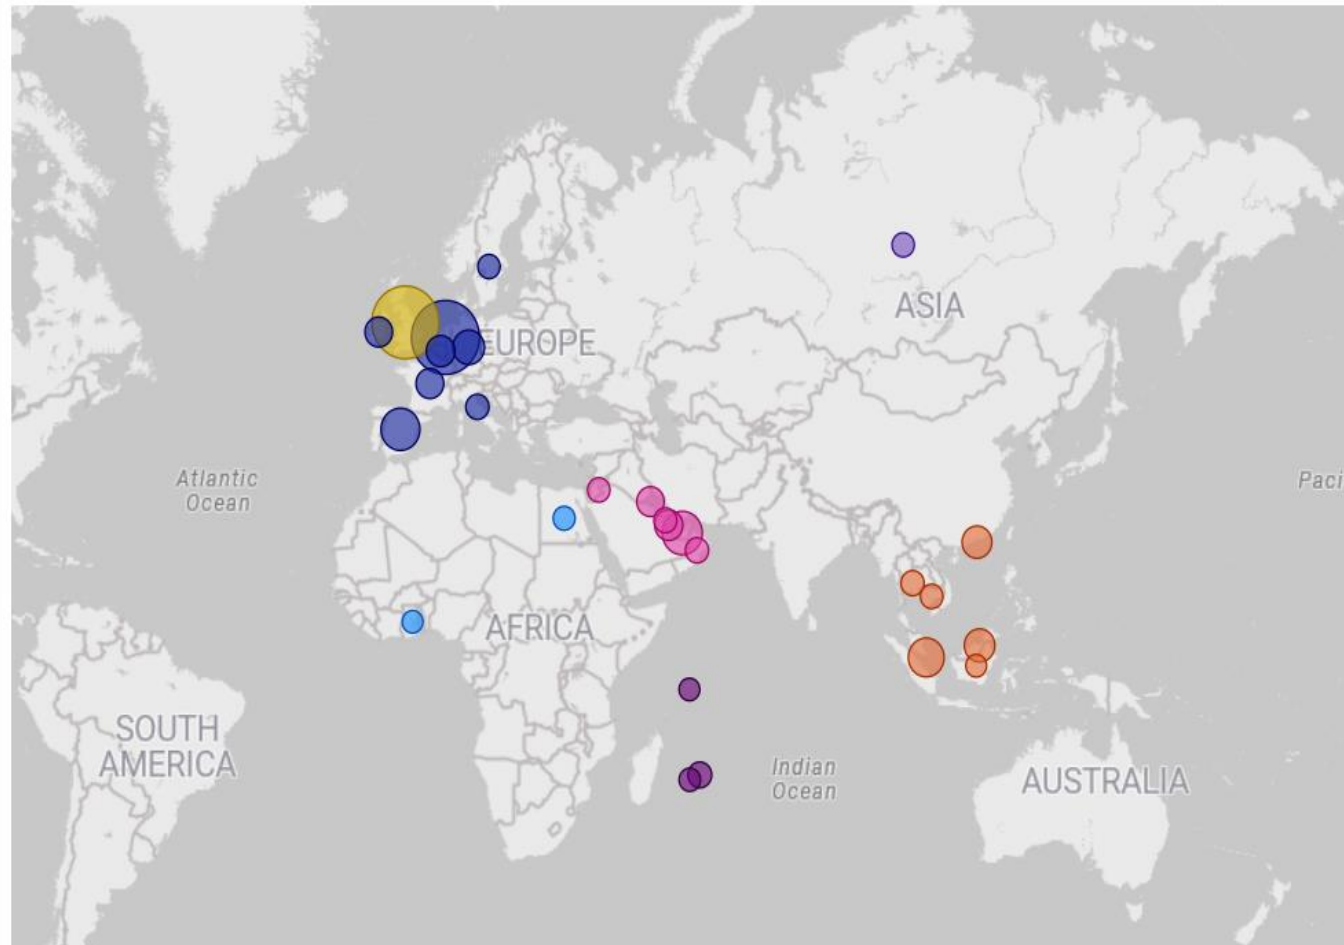 ASIA
EUROPE
Atlantic
Ocean
Paci
AFRICA
SOUTH
AMERICA
Indian
Ocean
AUSTRALIA